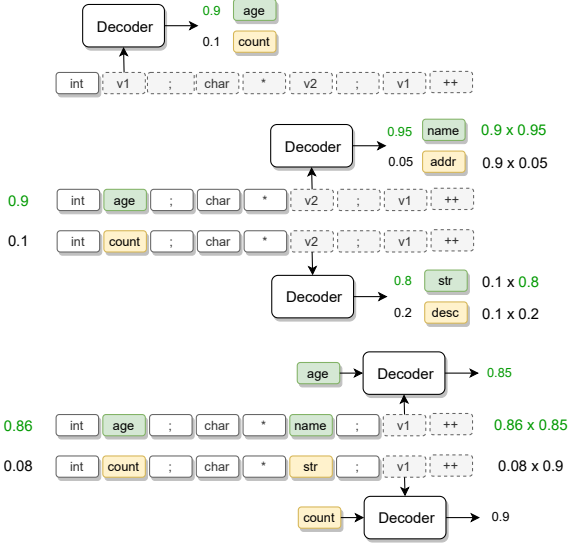 0.9 age
Decoder
0.1 count
int v1 ; char * v2 ; v1 ++
0.95 name 0.9 x 0.95
Decoder
0.05 addr 0.9 x 0.05
0.9 int age ; char * v2 ; v1 ++
0.1 int count ; char * v2 ; v1 ++
0.8 str 0.1 x 0.8
Decoder
0.2 desc 0.1 x 0.2
age Decoder 0.85
0.86 int age ; char * name ; v1 ++ 0.86 x 0.85
0.08 int count ; char * str ; v1 ++ 0.08 x 0.9
count Decoder 0.9